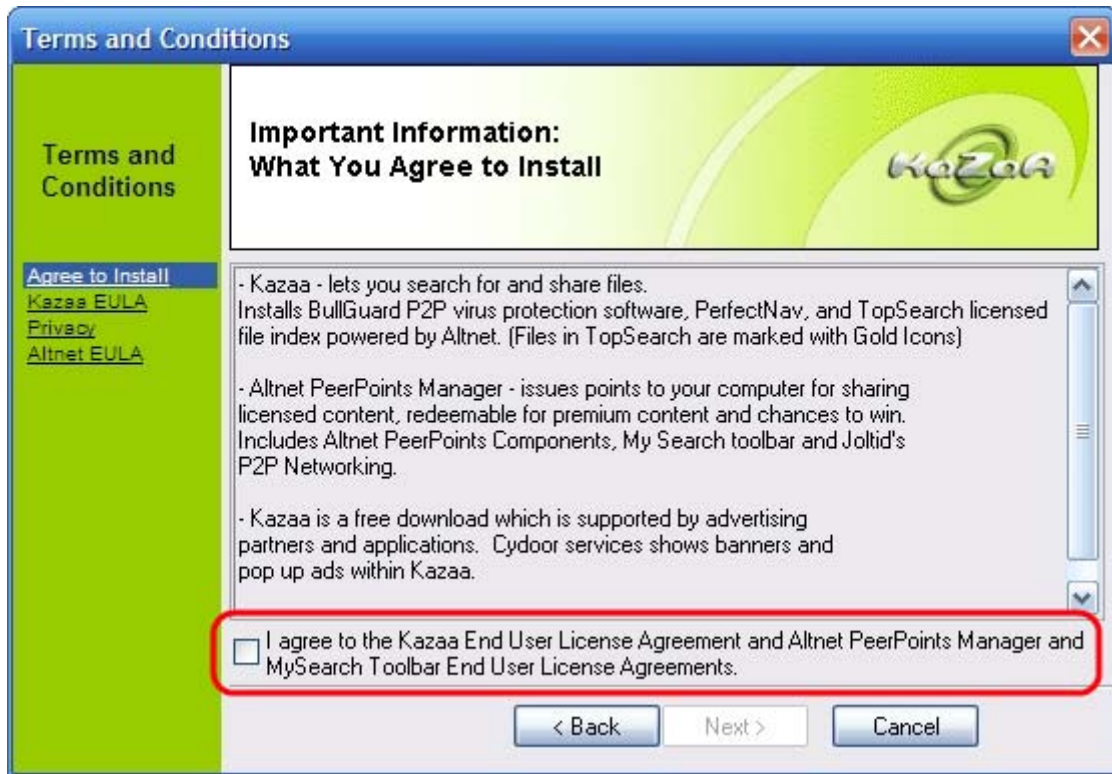 Terms and Conditions
Terms and
Conditions
Important Information:
What You Agree to Install
KaZaA
Agree to Install
Kazaa EULA
Privacy
Altnet EULA
- Kazaa - lets you search for and share files.
Installs BullGuard P2P virus protection software, PerfectNav, and TopSearch licensed
file index powered by Altnet. (Files in TopSearch are marked with Gold Icons)
- Altnet PeerPoints Manager - issues points to your computer for sharing
licensed content, redeemable for premium content and chances to win.
Includes Altnet PeerPoints Components, My Search toolbar and Joltid's
P2P Networking.
- Kazaa is a free download which is supported by advertising
partners and applications.  Cydoor services shows banners and
pop up ads within Kazaa.
I agree to the Kazaa End User License Agreement and Altnet PeerPoints Manager and
MySearch Toolbar End User License Agreements.
< Back
Next >
Cancel